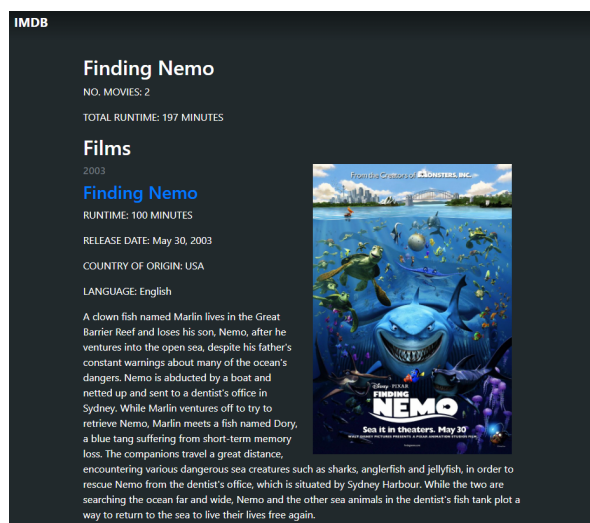 IMDB
Finding Nemo
NO. MOVIES: 2
TOTAL RUNTIME: 197 MINUTES
Films
2003
Finding Nemo
RUNTIME: 100 MINUTES
RELEASE DATE: May 30, 2003
COUNTRY OF ORIGIN: USA
LANGUAGE: English
A clown fish named Marlin lives in the Great
Barrier Reef and loses his son, Nemo, after he
ventures into the open sea, despite his father's
constant warnings about many of the ocean's
dangers. Nemo is abducted by a boat and
netted up and sent to a dentist's office in
Sydney. While Marlin ventures off to try to
retrieve Nemo, Marlin meets a fish named Dory,
a blue tang suffering from short-term memory
loss. The companions travel a great distance,
encountering various dangerous sea creatures such as sharks, anglerfish and jellyfish, in order to
rescue Nemo from the dentist's office, which is situated by Sydney Harbour. While the two are
searching the ocean far and wide, Nemo and the other sea animals in the dentist's fish tank plot a
way to return to the sea to live their lives free again.
From the Creators of MONSTERS, INC.
Disney PIXAR
FINDING
NEMO
Sea it in theaters. May 30
WALT DISNEY PICTURES PRESENTS A PIXAR ANIMATION STUDIOS FILM